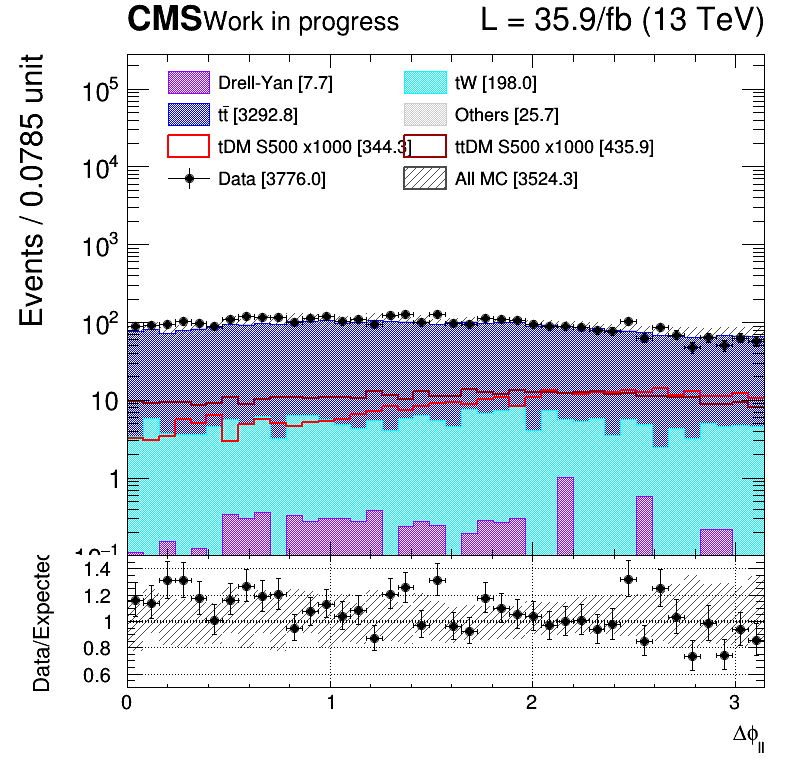 CMS Work in progress L = 35.9/fb (13 TeV)
Events / 0.0785 unit
Drell-Yan [7.7] tW [198.0]
tt̄ [3292.8] Others [25.7]
tDM S500 x1000 [344.3] ttDM S500 x1000 [435.9]
Data [3776.0] All MC [3524.3]
10⁵
10⁴
10³
10²
10
1
10⁻¹
Data/Expected
1.4
1.2
1
0.8
0.6
0 1 2 3
Δϕll